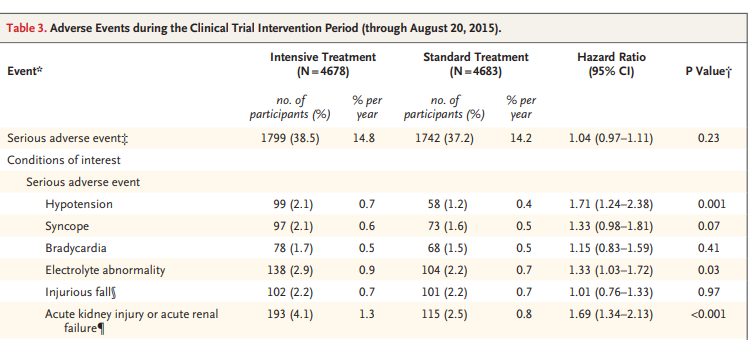 Table 3. Adverse Events during the Clinical Trial Intervention Period (through August 20, 2015).
Event* Intensive Treatment (N=4678) Standard Treatment (N=4683) Hazard Ratio (95% CI) P Value†
no. of participants (%) % per year no. of participants (%) % per year
Serious adverse event‡ 1799 (38.5) 14.8 1742 (37.2) 14.2 1.04 (0.97–1.11) 0.23
Conditions of interest
Serious adverse event
Hypotension 99 (2.1) 0.7 58 (1.2) 0.4 1.71 (1.24–2.38) 0.001
Syncope 97 (2.1) 0.6 73 (1.6) 0.5 1.33 (0.98–1.81) 0.07
Bradycardia 78 (1.7) 0.5 68 (1.5) 0.5 1.15 (0.83–1.59) 0.41
Electrolyte abnormality 138 (2.9) 0.9 104 (2.2) 0.7 1.33 (1.03–1.72) 0.03
Injurious fall§ 102 (2.2) 0.7 101 (2.2) 0.7 1.01 (0.76–1.33) 0.97
Acute kidney injury or acute renal failure¶ 193 (4.1) 1.3 115 (2.5) 0.8 1.69 (1.34–2.13) <0.001